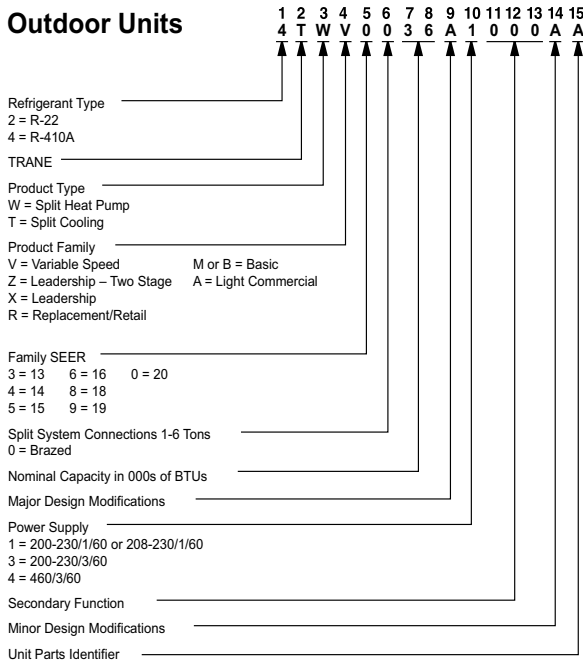 Outdoor Units
1 2 3 4 5 6 7 8 9 10 11 12 13 14 15
4 T W V 0 0 3 6 A 1 0 0 0 A A
Refrigerant Type
2 = R-22
4 = R-410A
TRANE
Product Type
W = Split Heat Pump
T = Split Cooling
Product Family
V = Variable Speed M or B = Basic
Z = Leadership – Two Stage A = Light Commercial
X = Leadership
R = Replacement/Retail
Family SEER
3 = 13 6 = 16 0 = 20
4 = 14 8 = 18
5 = 15 9 = 19
Split System Connections 1-6 Tons
0 = Brazed
Nominal Capacity in 000s of BTUs
Major Design Modifications
Power Supply
1 = 200-230/1/60 or 208-230/1/60
3 = 200-230/3/60
4 = 460/3/60
Secondary Function
Minor Design Modifications
Unit Parts Identifier